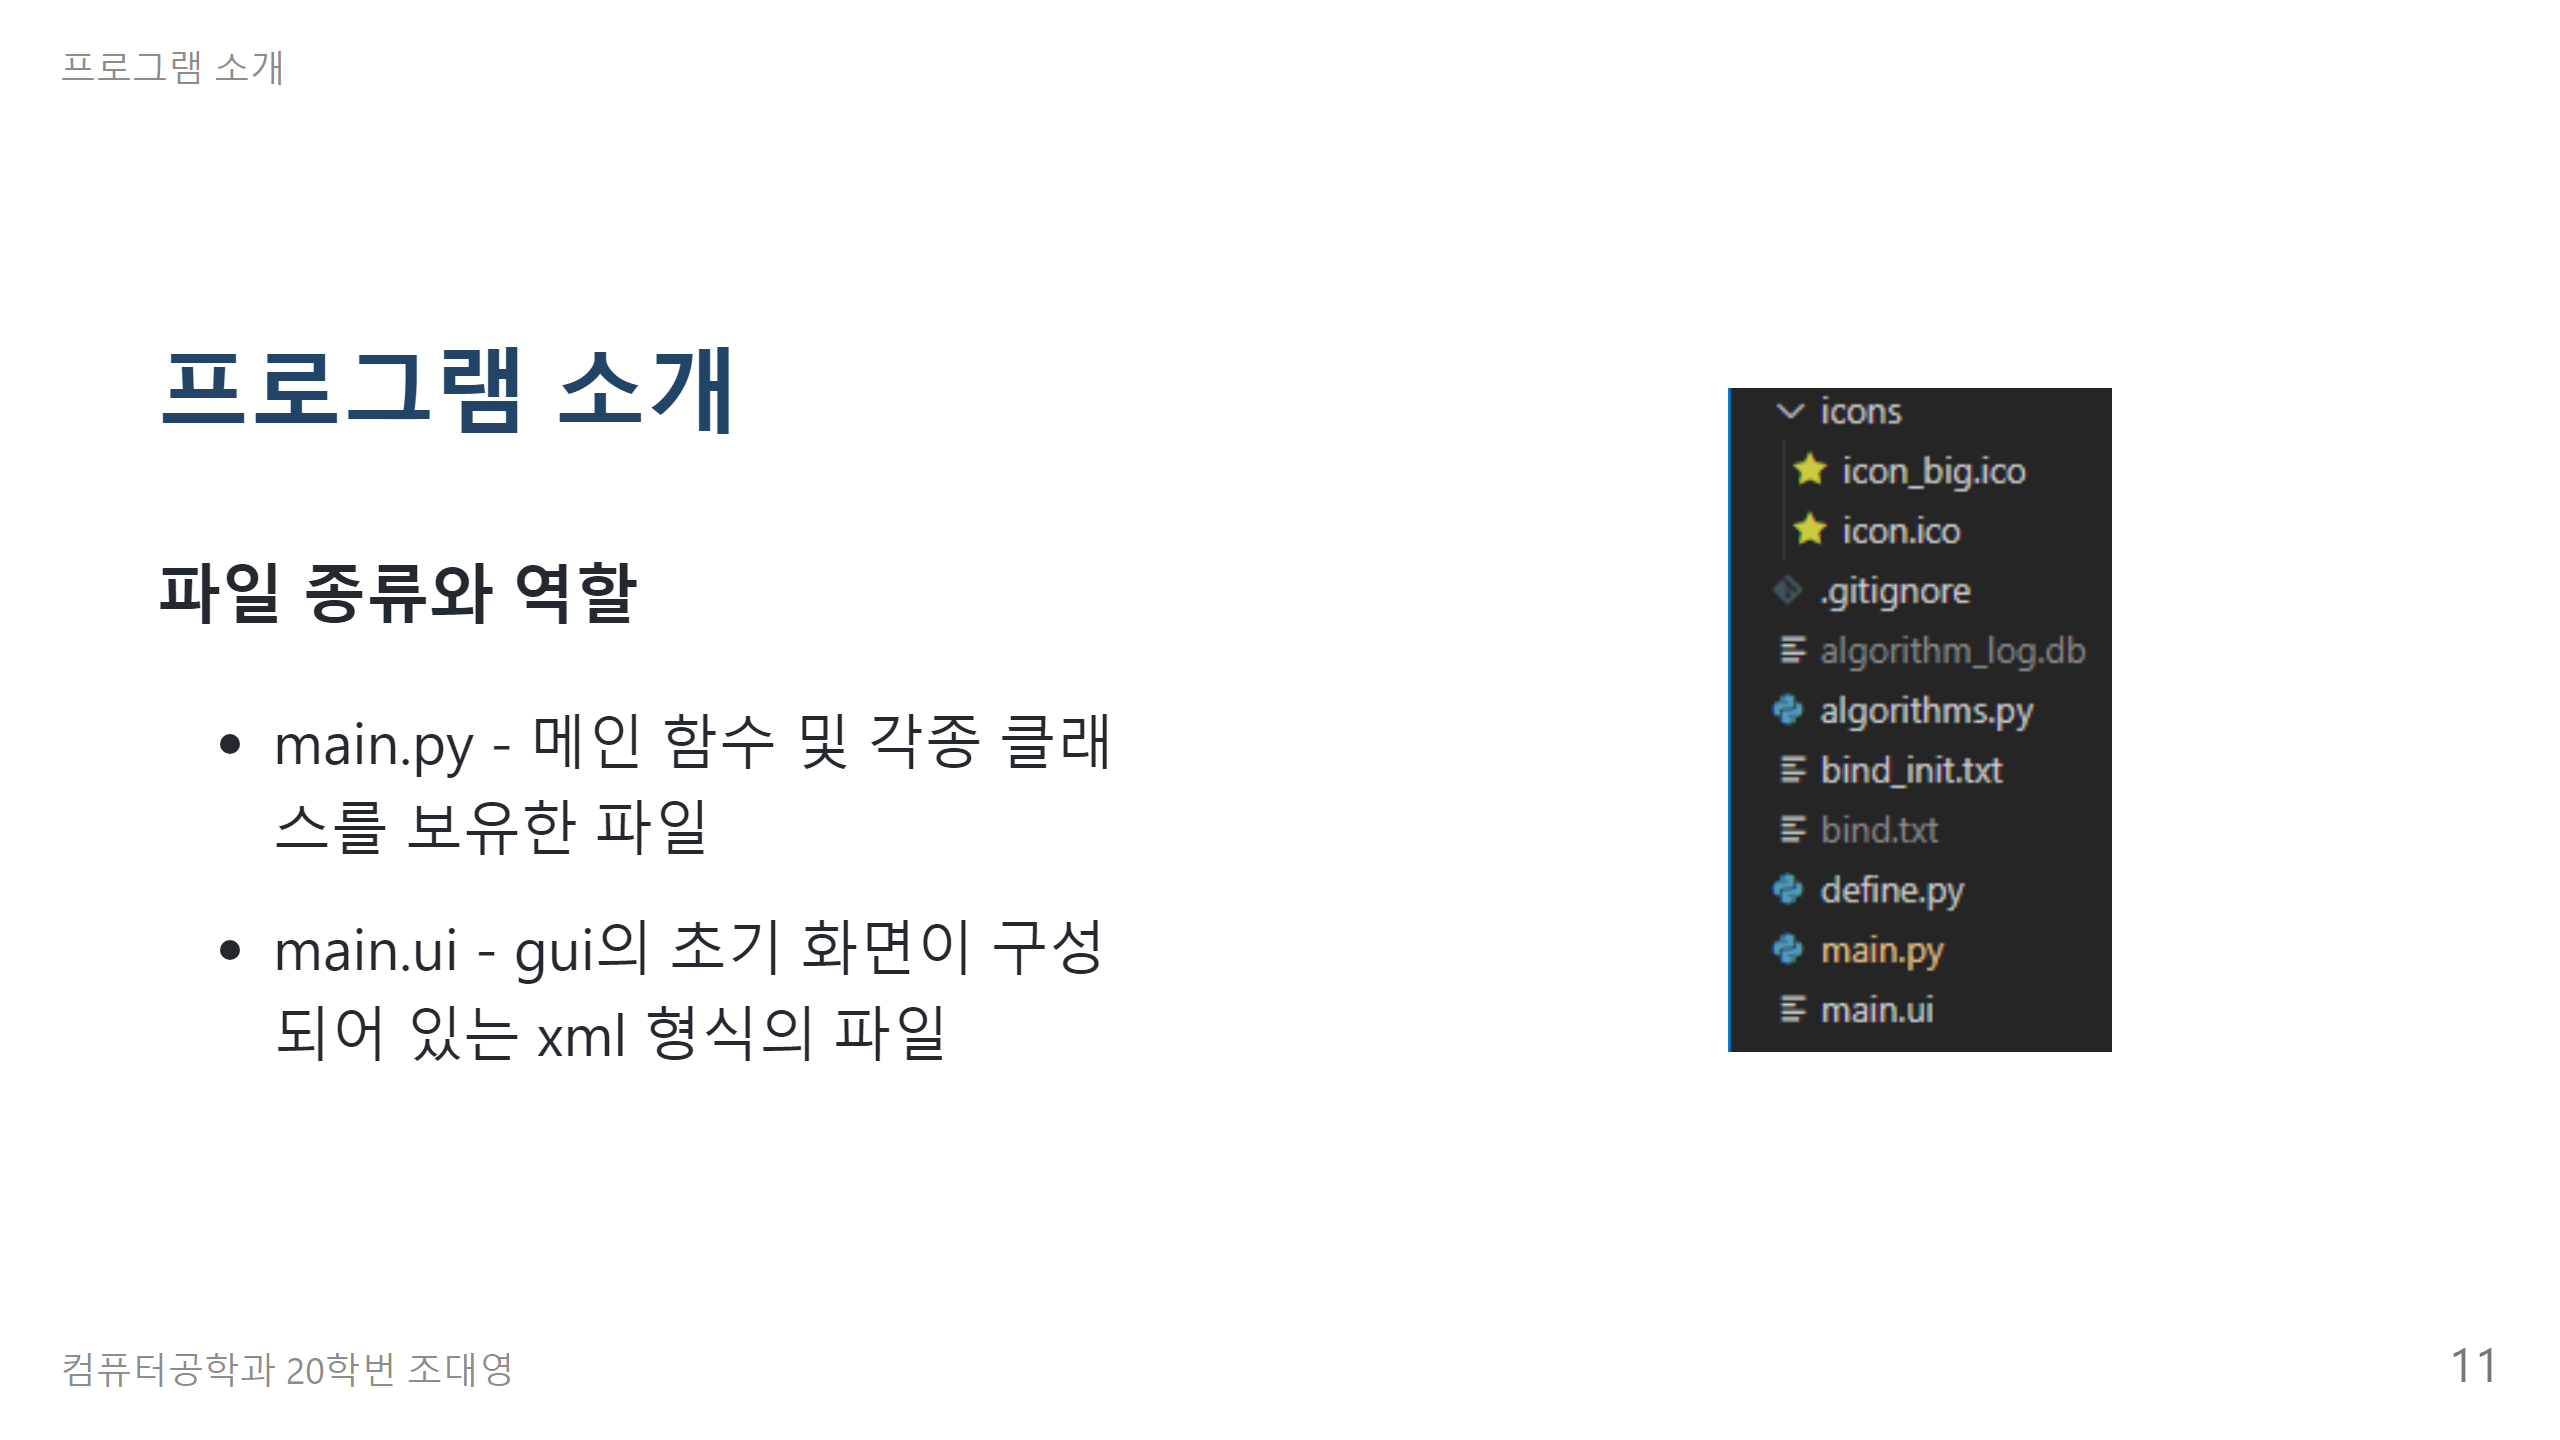 프로그램 소개
프로그램 소개
파일 종류와 역할
main.py - 메인 함수 및 각종 클래
스를 보유한 파일
main.ui - gui의 초기 화면이 구성
되어 있는 xml 형식의 파일
icons
icon_big.ico
icon.ico
.gitignore
algorithm_log.db
algorithms.py
bind_init.txt
bind.txt
define.py
main.py
main.ui
컴퓨터공학과 20학번 조대영
11